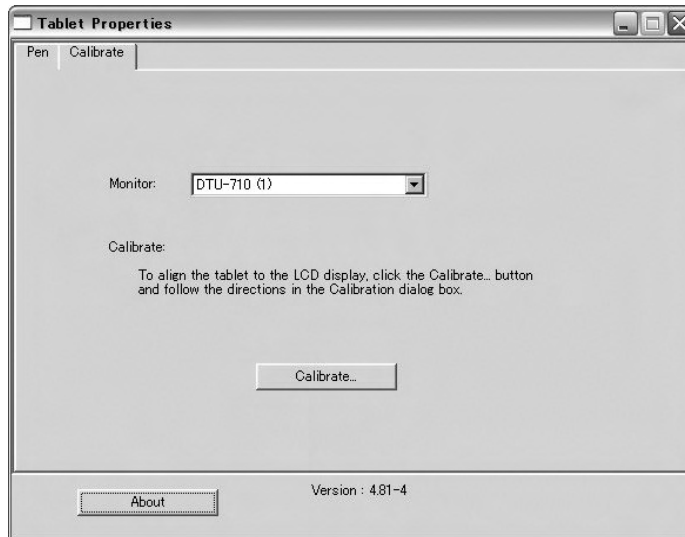 Tablet Properties
Pen Calibrate
Monitor: DTU-710 (1)
Calibrate:
To align the tablet to the LCD display, click the Calibrate... button
and follow the directions in the Calibration dialog box.
Calibrate...
About
Version : 4.81-4